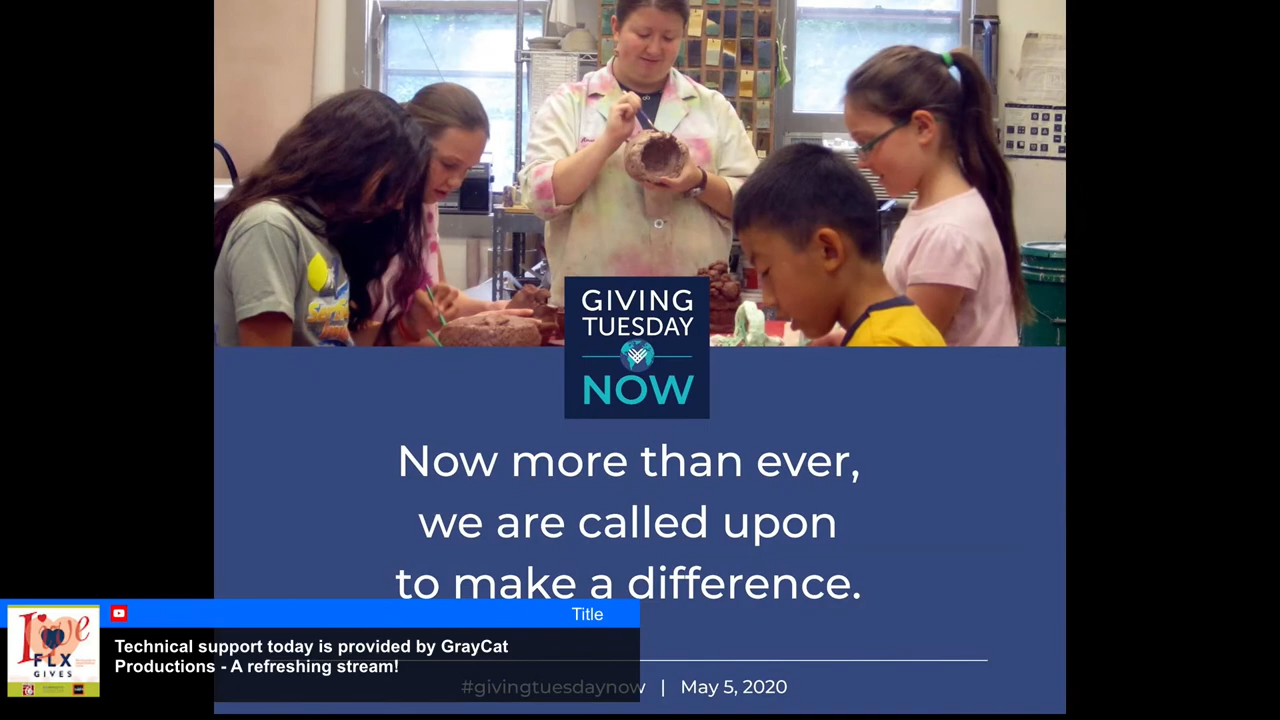 GIVING
TUESDAY
NOW
Now more than ever,
we are called upon
to make a difference.
Title
I love
FLX
GIVES
Technical support today is provided by GrayCat
Productions - A refreshing stream!
#givingtuesdaynow | May 5, 2020